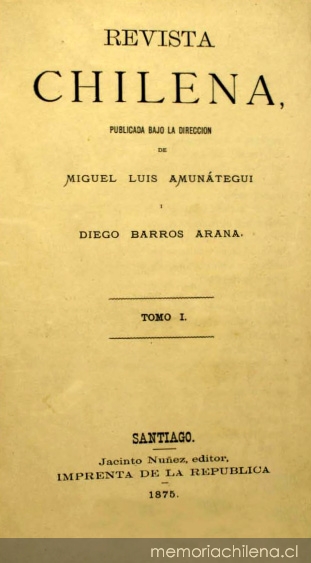 REVISTA
CHILENA,
PUBLICADA BAJO LA DIRECCION
DE
MIGUEL LUIS AMUNÁTEGUI
I
DIEGO BARROS ARANA.
TOMO I.
SANTIAGO.
Jacinto Nuñez, editor,
IMPRENTA DE LA REPUBLICA
1875.
memoriachilena.cl